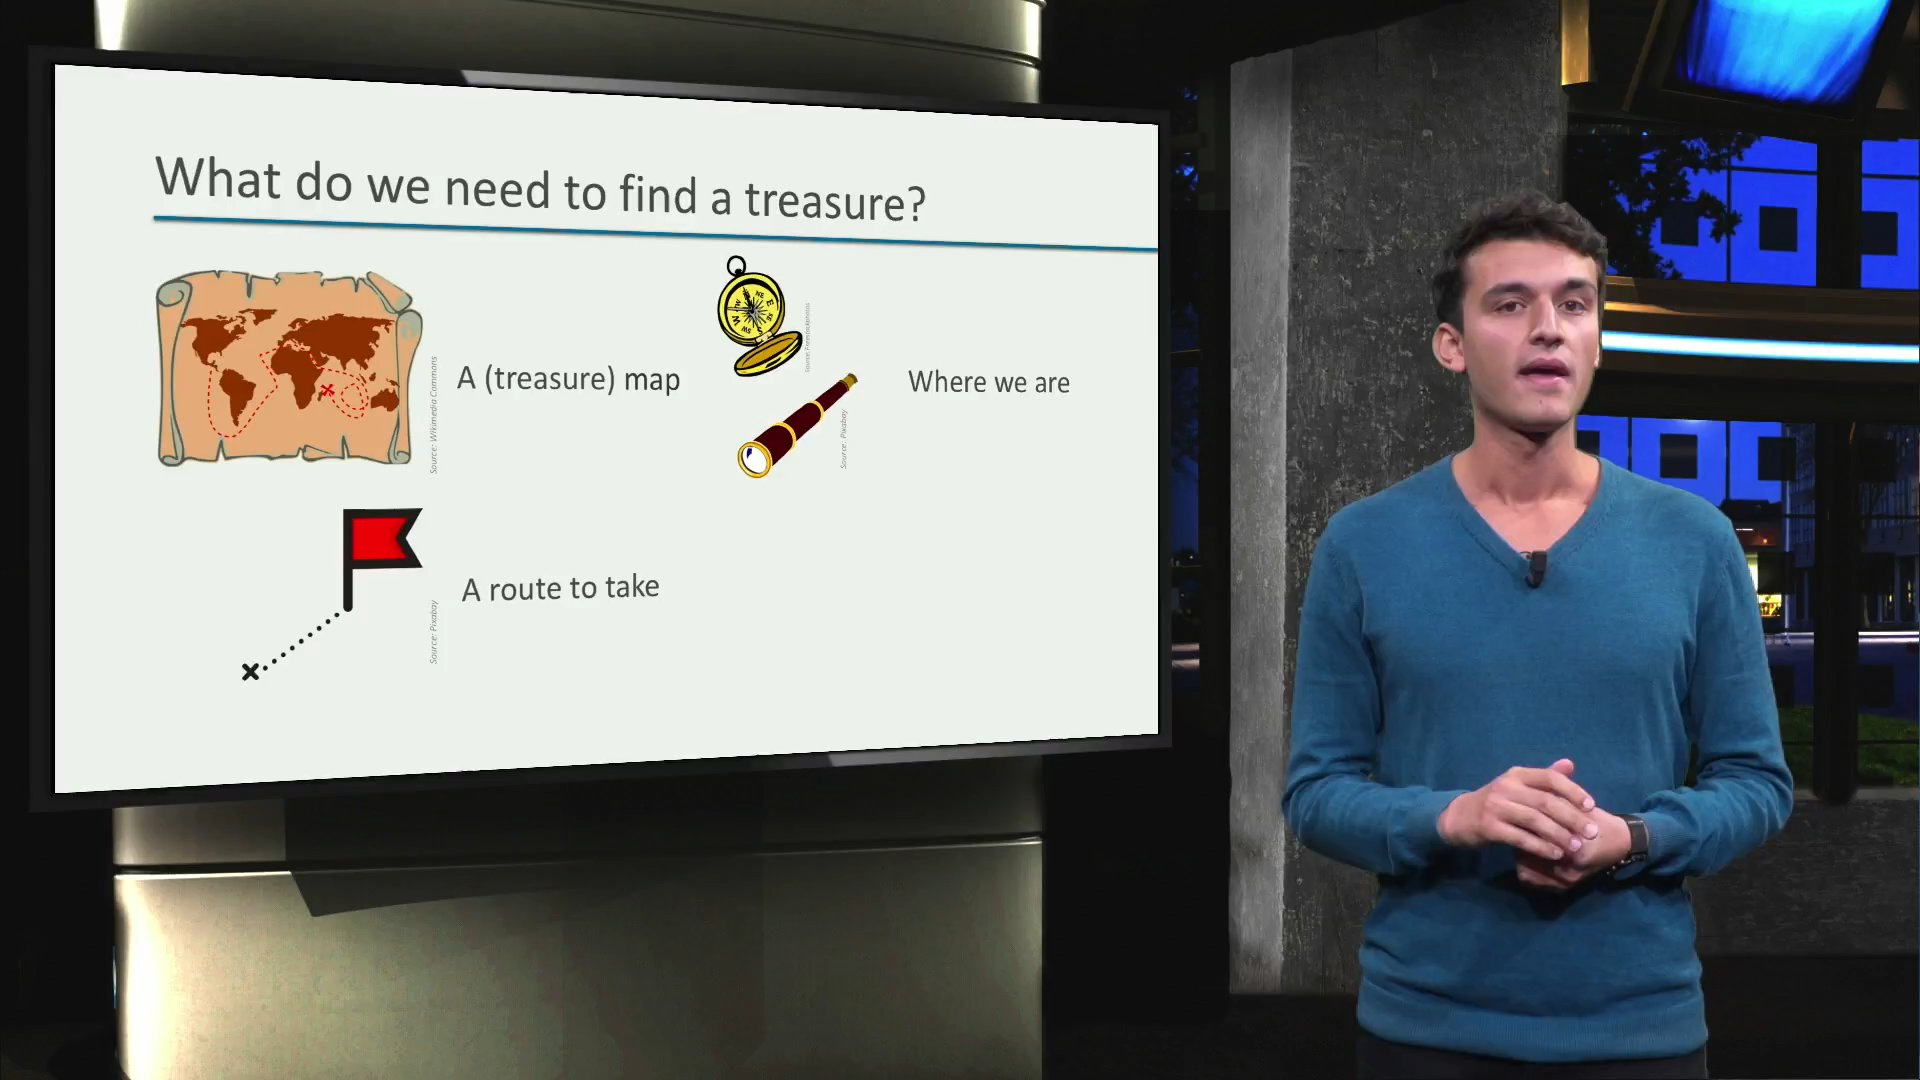 What do we need to find a treasure?
A (treasure) map
Source: Wikimedia Commons
Where we are
Source: Pixabay
A route to take
Source: Pixabay